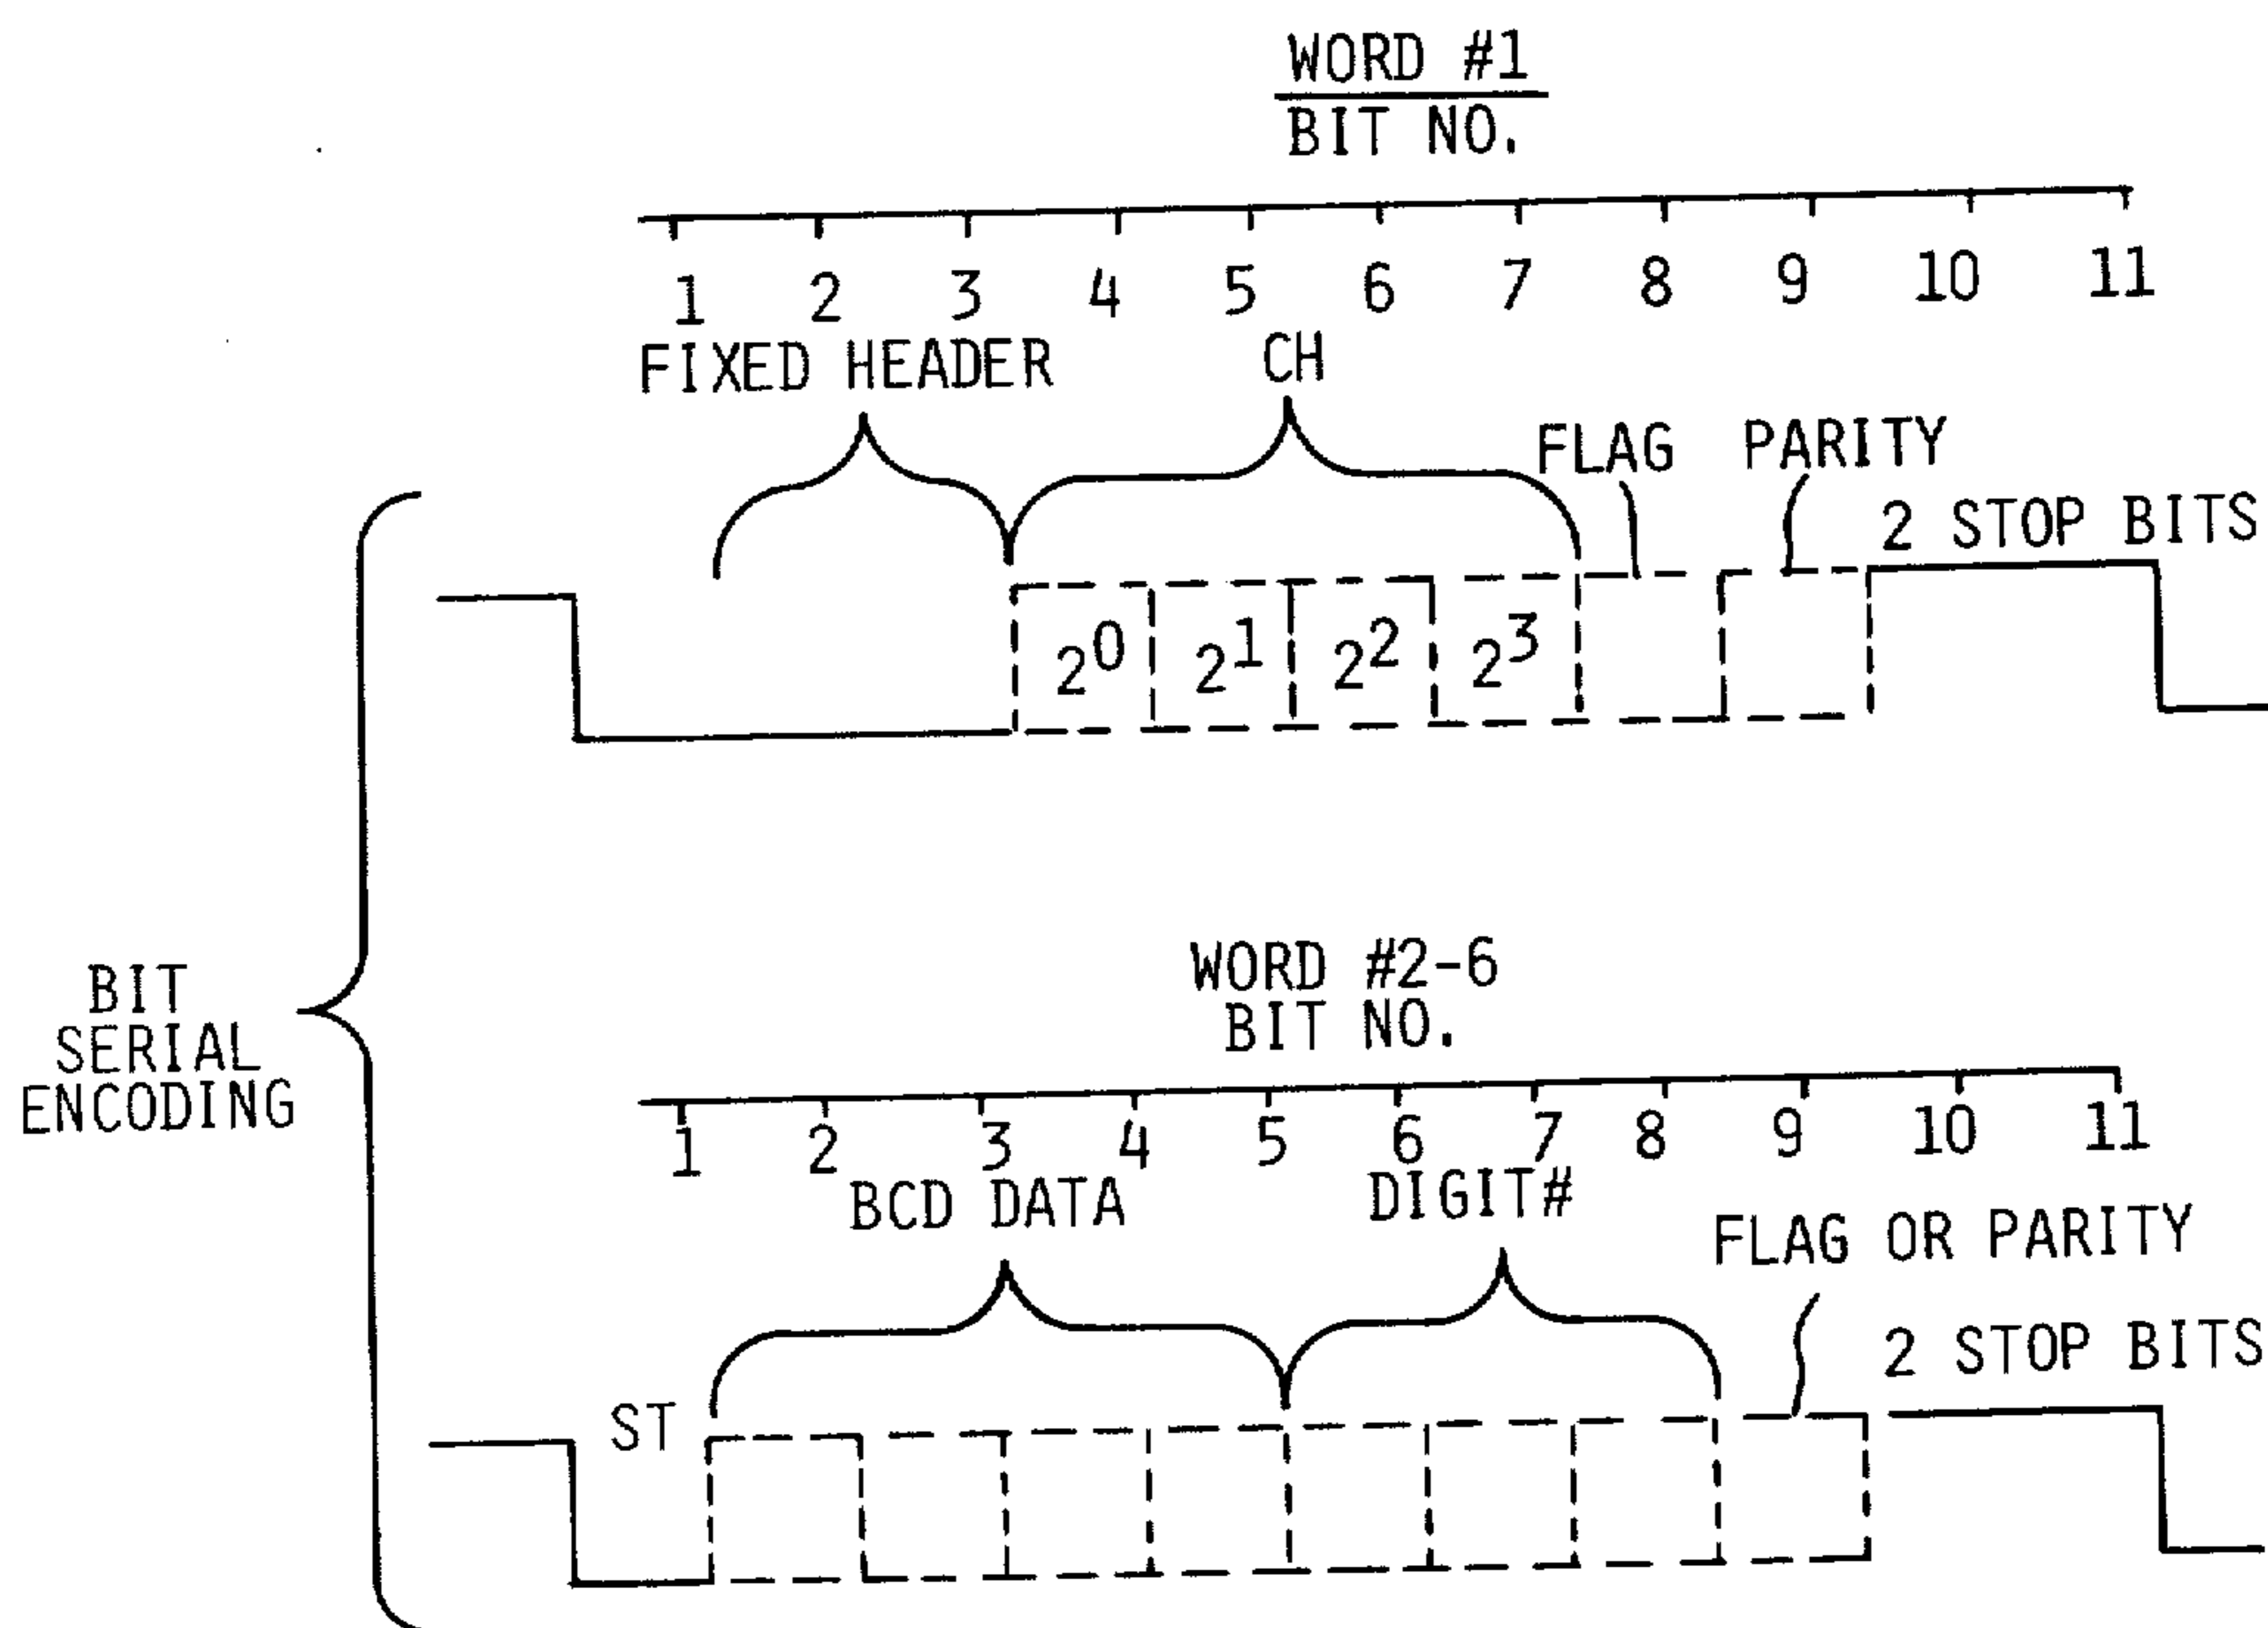 WORD #1
BIT NO.
1 2 3 4 5 6 7 8 9 10 11
FIXED HEADER CH
FLAG PARITY
2 STOP BITS
2^0 2^1 2^2 2^3
BIT
SERIAL
ENCODING
WORD #2-6
BIT NO.
1 2 3 4 5 6 7 8 9 10 11
BCD DATA DIGIT#
FLAG OR PARITY
2 STOP BITS
ST